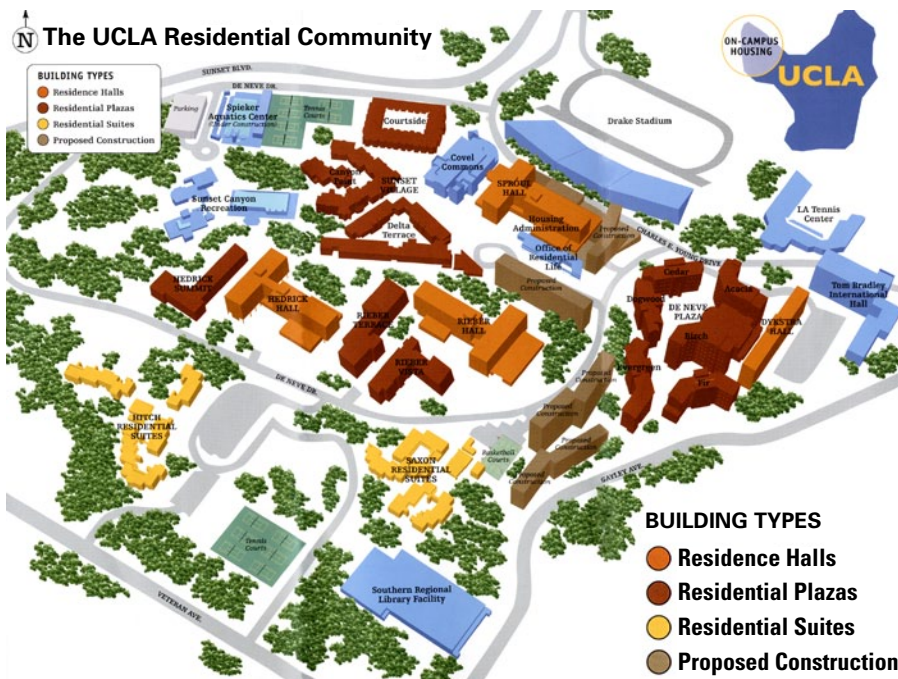 N
The UCLA Residential Community
BUILDING TYPES
Residence Halls
Residential Plazas
Residential Suites
Proposed Construction
SUNSET BLVD.
DE NEVE DR.
Parking
Spieker
Aquatics Center
(Under Construction)
Tennis
Courts
Courtside
Drake Stadium
ON-CAMPUS
HOUSING
UCLA
Canyon
Point
SUNSET
VILLAGE
Covel
Commons
SPROUL
HALL
Sunset Canyon
Recreation
Delta
Terrace
Housing
Administration
Proposed
Construction
Office of
Residential
Life
LA Tennis
Center
CHARLES E. YOUNG DRIVE
HEDRICK
SUMMIT
HEDRICK
HALL
RIEBER
TERRACE
RIEBER
HALL
RIEBER
VISTA
Proposed
Construction
Cedar
Dogwood
Acacia
DE NEVE
PLAZA
Birch
Evergreen
Fir
DYKSTRA
HALL
Tom Bradley
International
Hall
DE NEVE DR.
HITCH
RESIDENTIAL
SUITES
SAXON
RESIDENTIAL
SUITES
Basketball
Courts
Proposed
Construction
Proposed
Construction
Proposed
Construction
Proposed
Construction
GAYLEY AVE.
Tennis
Courts
VETERAN AVE.
Southern Regional
Library Facility
BUILDING TYPES
Residence Halls
Residential Plazas
Residential Suites
Proposed Construction